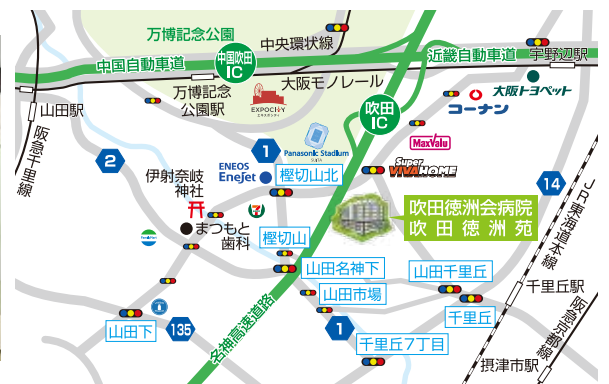 万博記念公園
中央環状線
中国自動車道
中国吹田
IC
近畿自動車道
宇野辺駅
大阪モノレール
万博記念
公園駅
山田駅
阪急千里線
EXPOCITY
吹田
IC
大阪トヨペット
コーナン
MaxValu
Super
VIVAHOME
Panasonic Stadium
SUITA
2
1
ENEOS
EneJet
樫切山北
伊射奈岐
神社
まつもと
歯科
FamilyMart
樫切山
吹田徳洲会病院
吹田徳洲苑
14
JR東海道本線
山田名神下
山田千里丘
山田市場
千里丘駅
千里丘
山田下
135
名神高速道路
1
千里丘7丁目
阪急京都線
摂津市駅